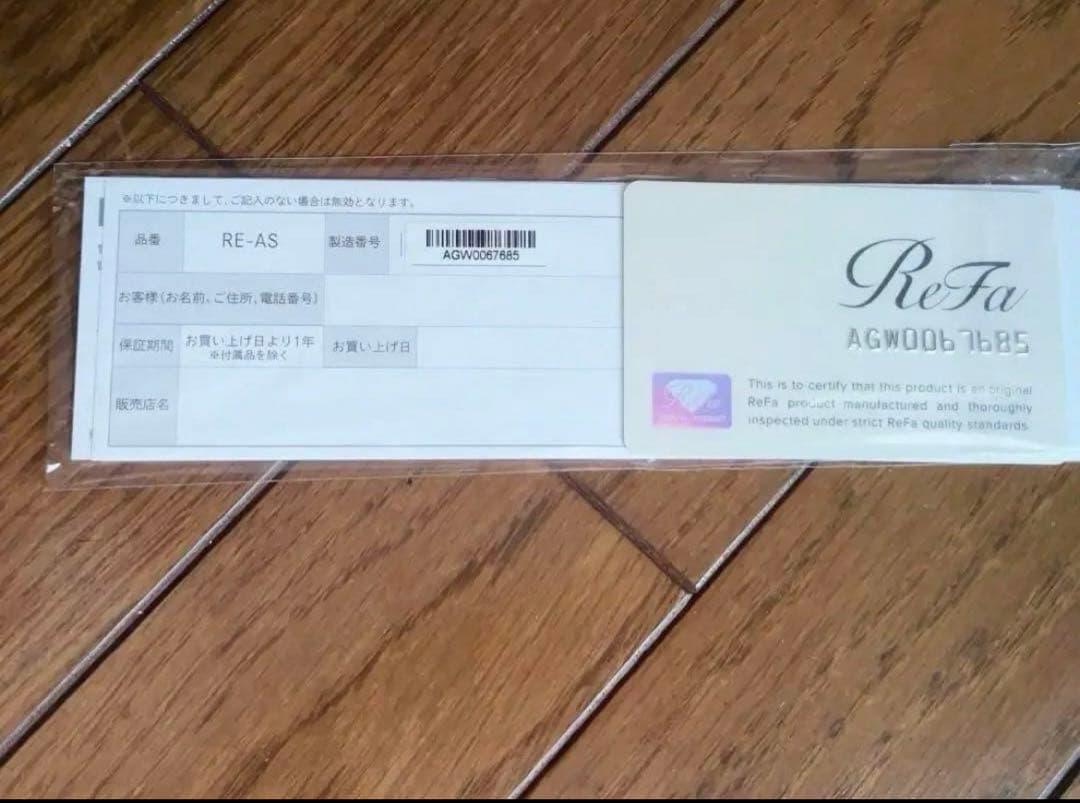 ※以下につきまして、ご記入のない場合は無効となります。
品番 RE-AS 製造番号 AGW0067685
お客様(お名前、ご住所、電話番号)
保証期間 お買い上げ日より1年 お買い上げ日
※付属品を除く
販売店名
ReFa
AGW0067685
This is to certify that this product is an original
ReFa product manufactured and thoroughly
inspected under strict ReFa quality standards.